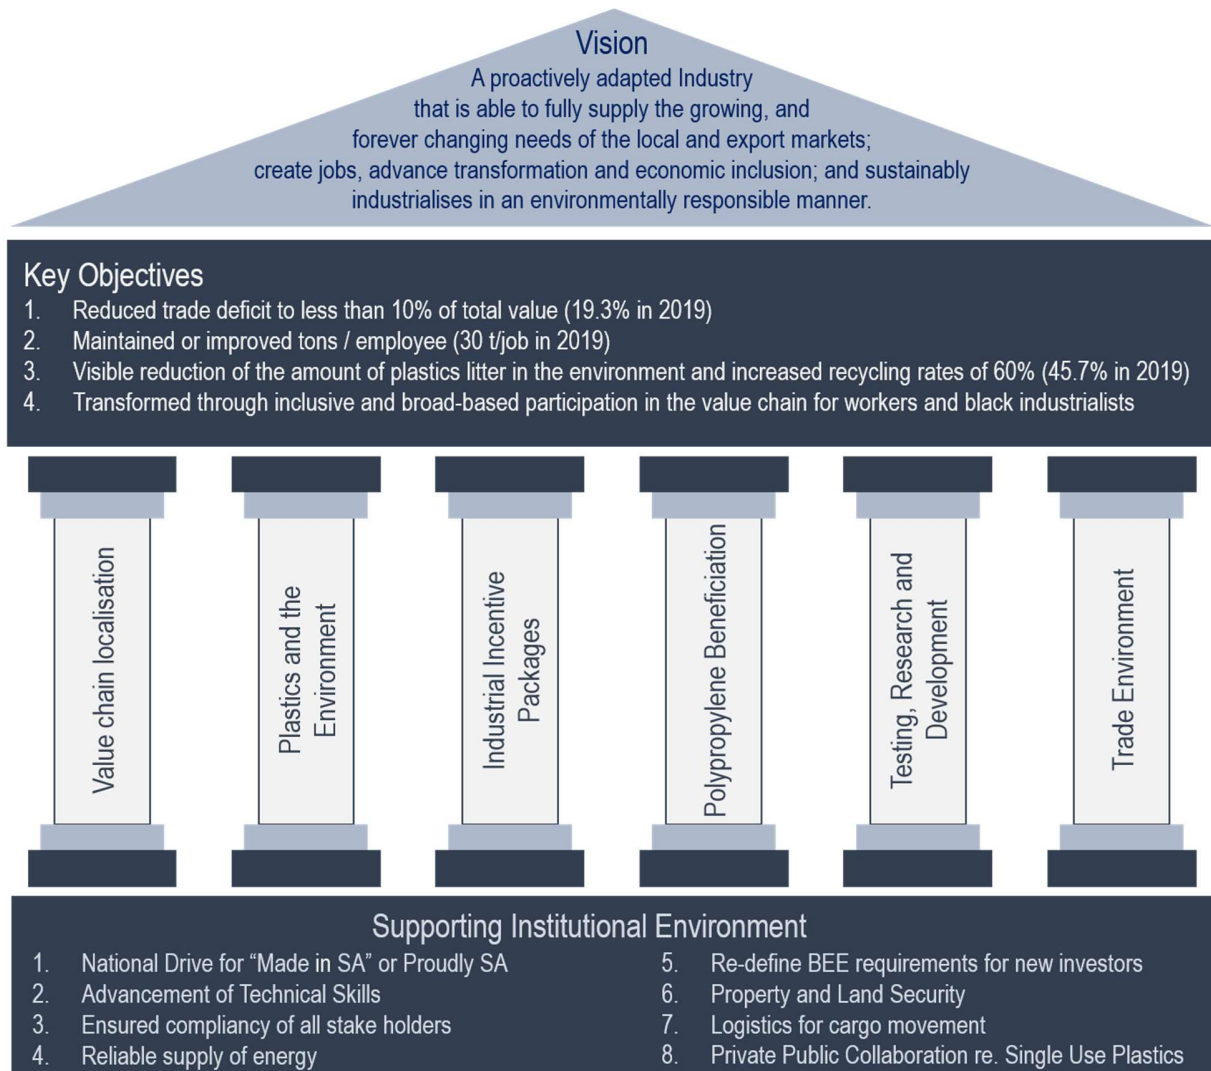 Vision
A proactively adapted Industry
that is able to fully supply the growing, and
forever changing needs of the local and export markets;
create jobs, advance transformation and economic inclusion; and sustainably
industrialises in an environmentally responsible manner.
Key Objectives
1. Reduced trade deficit to less than 10% of total value (19.3% in 2019)
2. Maintained or improved tons / employee (30 t/job in 2019)
3. Visible reduction of the amount of plastics litter in the environment and increased recycling rates of 60% (45.7% in 2019)
4. Transformed through inclusive and broad-based participation in the value chain for workers and black industrialists
Value chain localisation
Plastics and the
Environment
Industrial Incentive
Packages
Polypropylene Beneficiation
Testing, Research and
Development
Trade Environment
Supporting Institutional Environment
1. National Drive for “Made in SA” or Proudly SA
2. Advancement of Technical Skills
3. Ensured compliancy of all stake holders
4. Reliable supply of energy
5. Re-define BEE requirements for new investors
6. Property and Land Security
7. Logistics for cargo movement
8. Private Public Collaboration re. Single Use Plastics